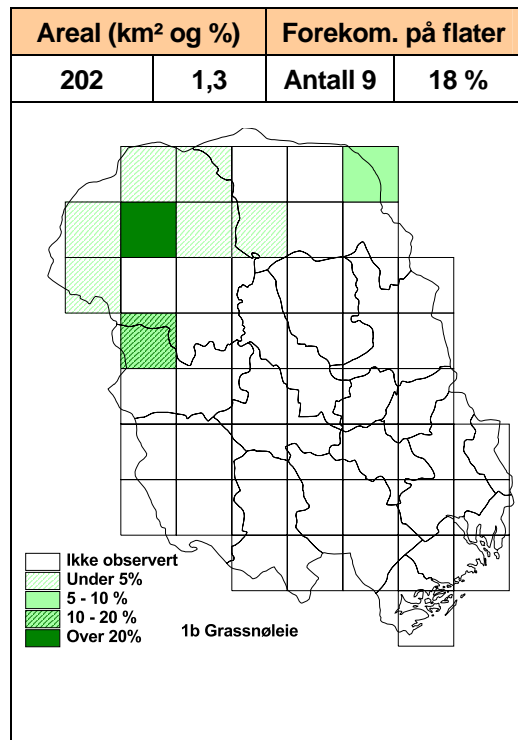 Areal (km² og %) Forekom. på flater
202 1,3 Antall 9 18 %
Ikke observert
Under 5%
5 - 10 %
10 - 20 %
Over 20%
1b Grassnøleie